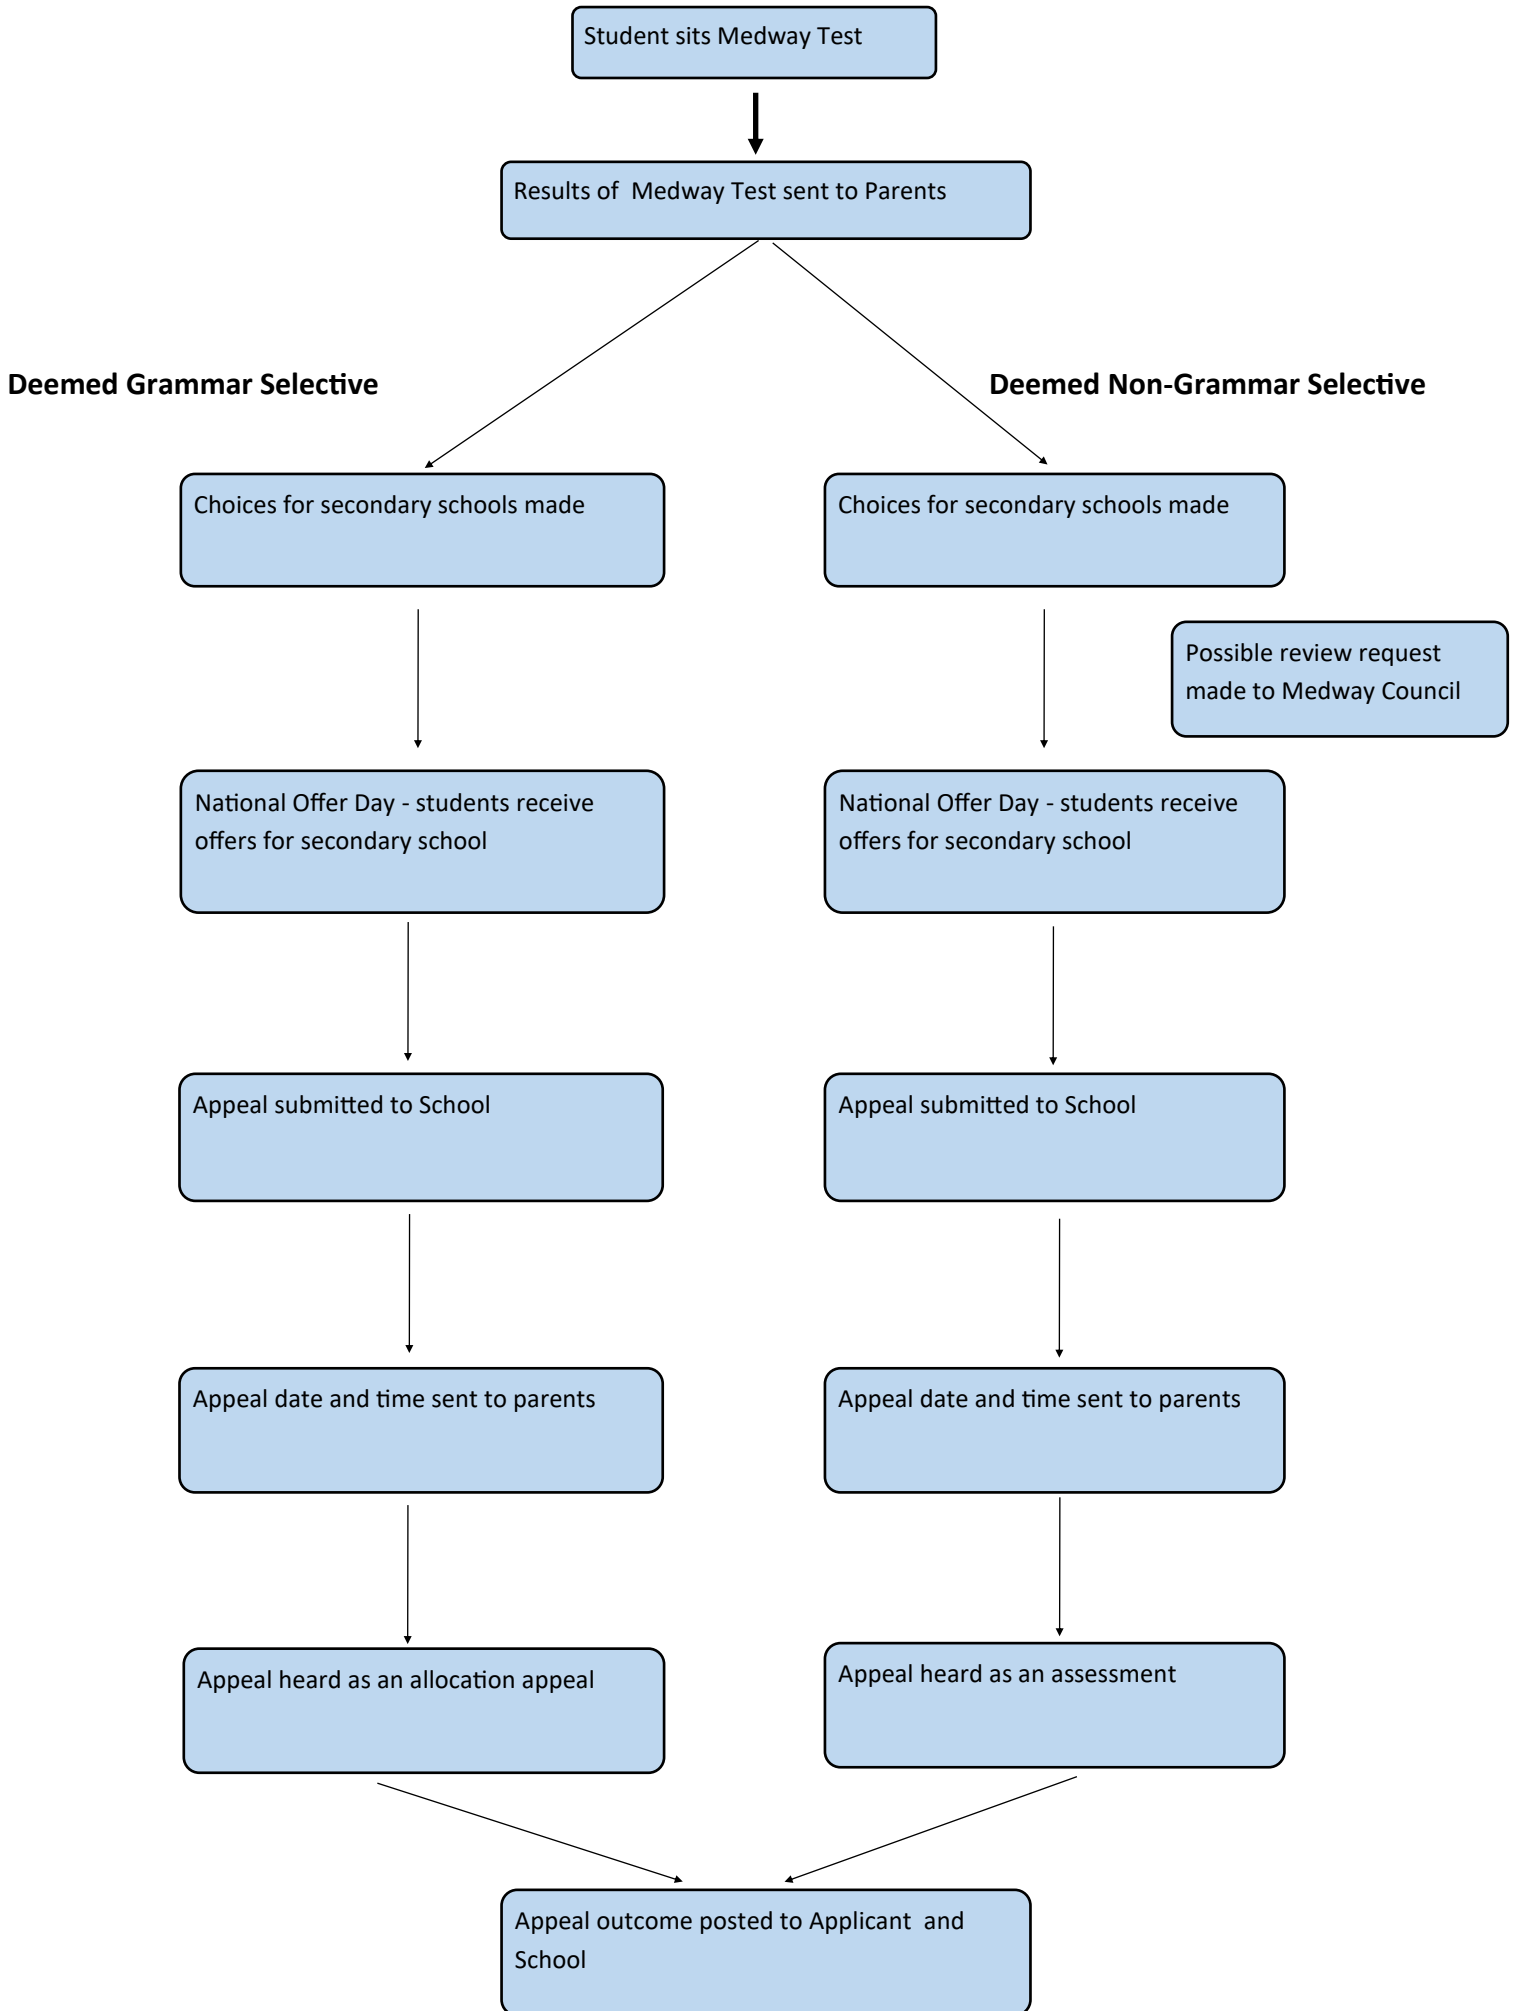 Student sits Medway Test
Results of  Medway Test sent to Parents
Deemed Grammar Selective
Deemed Non-Grammar Selective
Choices for secondary schools made
Choices for secondary schools made
Possible review request
made to Medway Council
National Offer Day - students receive
offers for secondary school
National Offer Day - students receive
offers for secondary school
Appeal submitted to School
Appeal submitted to School
Appeal date and time sent to parents
Appeal date and time sent to parents
Appeal heard as an allocation appeal
Appeal heard as an assessment
Appeal outcome posted to Applicant  and
School